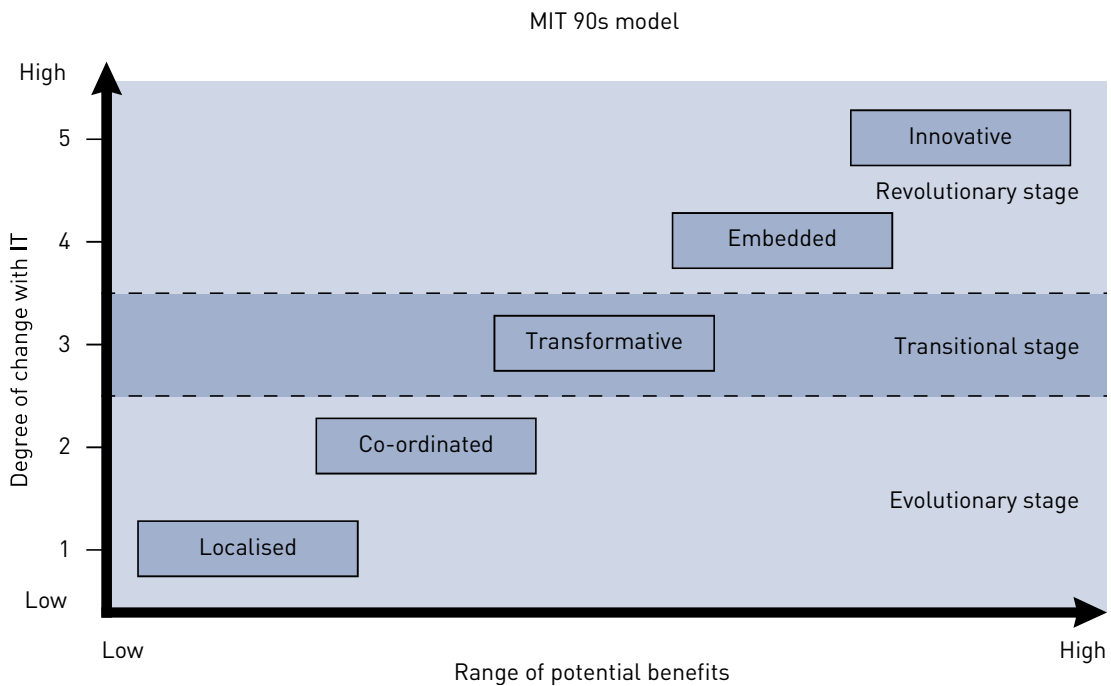 MIT 90s model
High
5
Innovative
Revolutionary stage
4
Embedded
Degree of change with IT
3
Transformative
Transitional stage
2
Co-ordinated
Evolutionary stage
1
Localised
Low
Low
High
Range of potential benefits